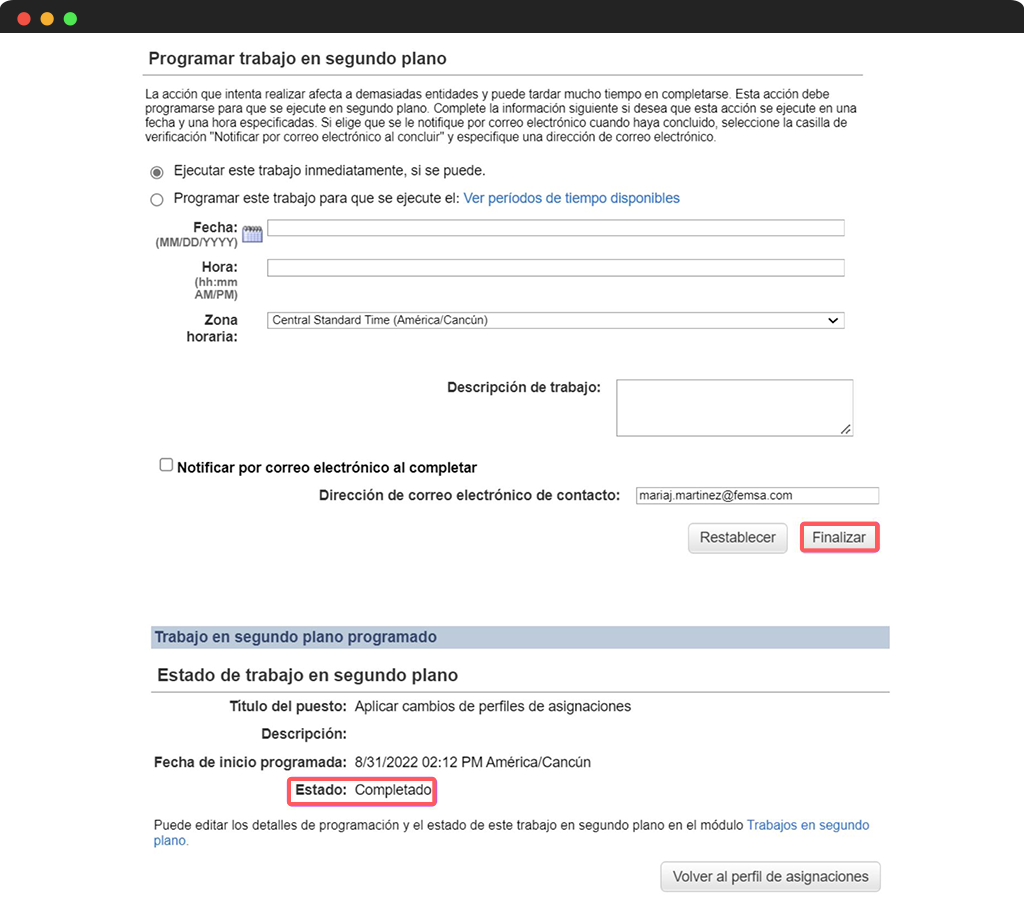 Programar trabajo en segundo plano
La acción que intenta realizar afecta a demasiadas entidades y puede tardar mucho tiempo en completarse. Esta acción debe
programarse para que se ejecute en segundo plano. Complete la información siguiente si desea que esta acción se ejecute en una
fecha y una hora especificadas. Si elige que se le notifique por correo electrónico cuando haya concluido, seleccione la casilla de
verificación "Notificar por correo electrónico al concluir" y especifique una dirección de correo electrónico.
Ejecutar este trabajo inmediatamente, si se puede.
Programar este trabajo para que se ejecute el: Ver períodos de tiempo disponibles
Fecha:
(MM/DD/YYYY)
Hora:
(hh:mm
AM/PM)
Zona
horaria:
Central Standard Time (América/Cancún)
Descripción de trabajo:
Notificar por correo electrónico al completar
Dirección de correo electrónico de contacto: mariaj.martinez@femsa.com
Restablecer Finalizar
Trabajo en segundo plano programado
Estado de trabajo en segundo plano
Título del puesto: Aplicar cambios de perfiles de asignaciones
Descripción:
Fecha de inicio programada: 8/31/2022 02:12 PM América/Cancún
Estado: Completado
Puede editar los detalles de programación y el estado de este trabajo en segundo plano en el módulo Trabajos en segundo
plano.
Volver al perfil de asignaciones